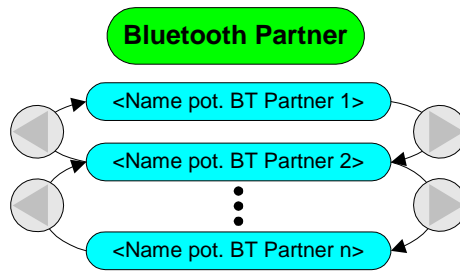 Bluetooth Partner
<Name pot. BT Partner 1>
<Name pot. BT Partner 2>
<Name pot. BT Partner n>